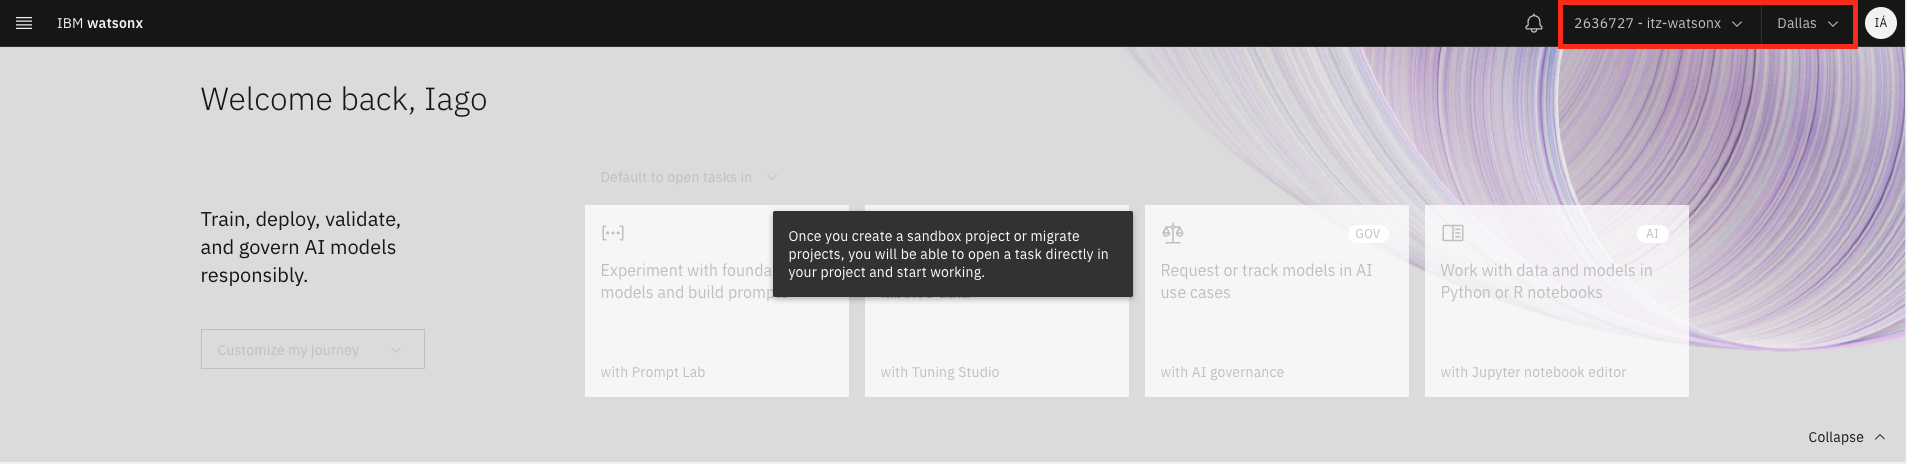 IBM watsonx
2636727 - itz-watsonx
Dallas
IÁ
Welcome back, Iago
Train, deploy, validate,
and govern AI models
responsibly.
Customize my journey
Default to open tasks in
Experiment with founda
models and build promp
with Prompt Lab
Once you create a sandbox project or migrate
projects, you will be able to open a task directly in
your project and start working.
with Tuning Studio
GOV
Request or track models in AI
use cases
with AI governance
AI
Work with data and models in
Python or R notebooks
with Jupyter notebook editor
Collapse